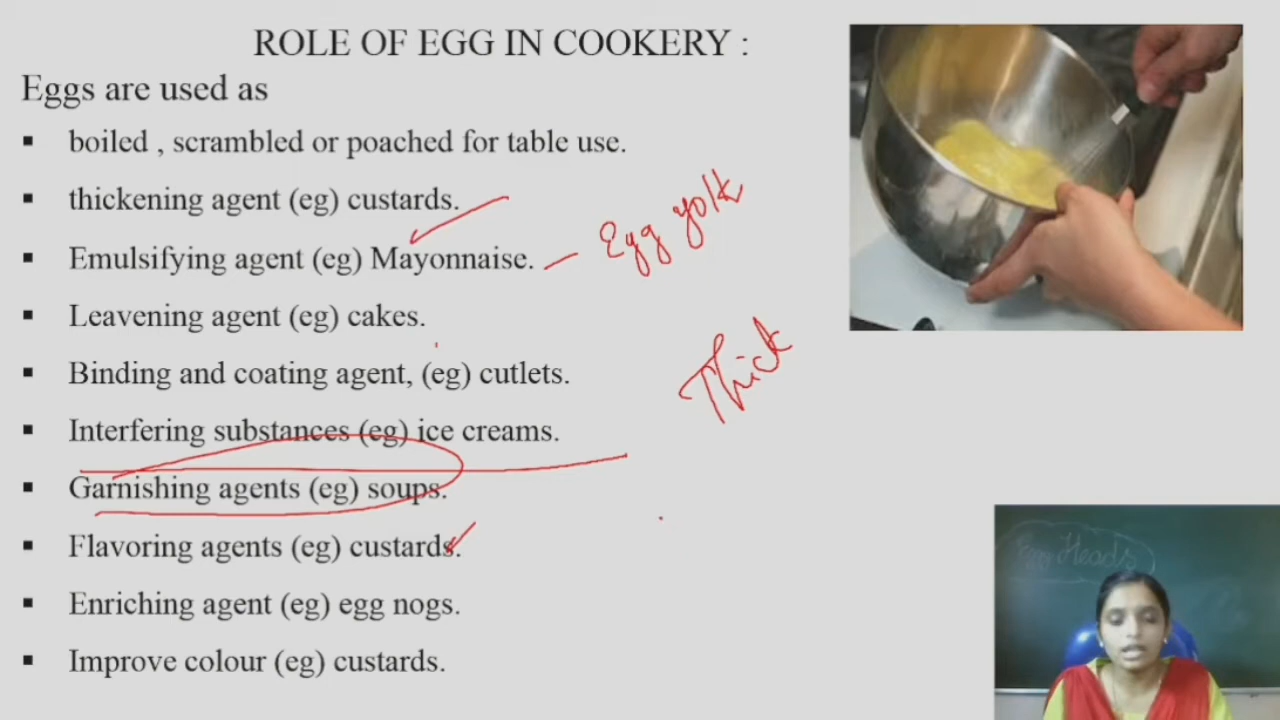 ROLE OF EGG IN COOKERY :
Eggs are used as
▪ boiled , scrambled or poached for table use.
▪ thickening agent (eg) custards.
▪ Emulsifying agent (eg) Mayonnaise. — Egg yolk
▪ Leavening agent (eg) cakes.
Thick
▪ Binding and coating agent, (eg) cutlets.
▪ Interfering substances (eg) ice creams.
▪ Garnishing agents (eg) soups.
▪ Flavoring agents (eg) custards.
▪ Enriching agent (eg) egg nogs.
▪ Improve colour (eg) custards.
Heads